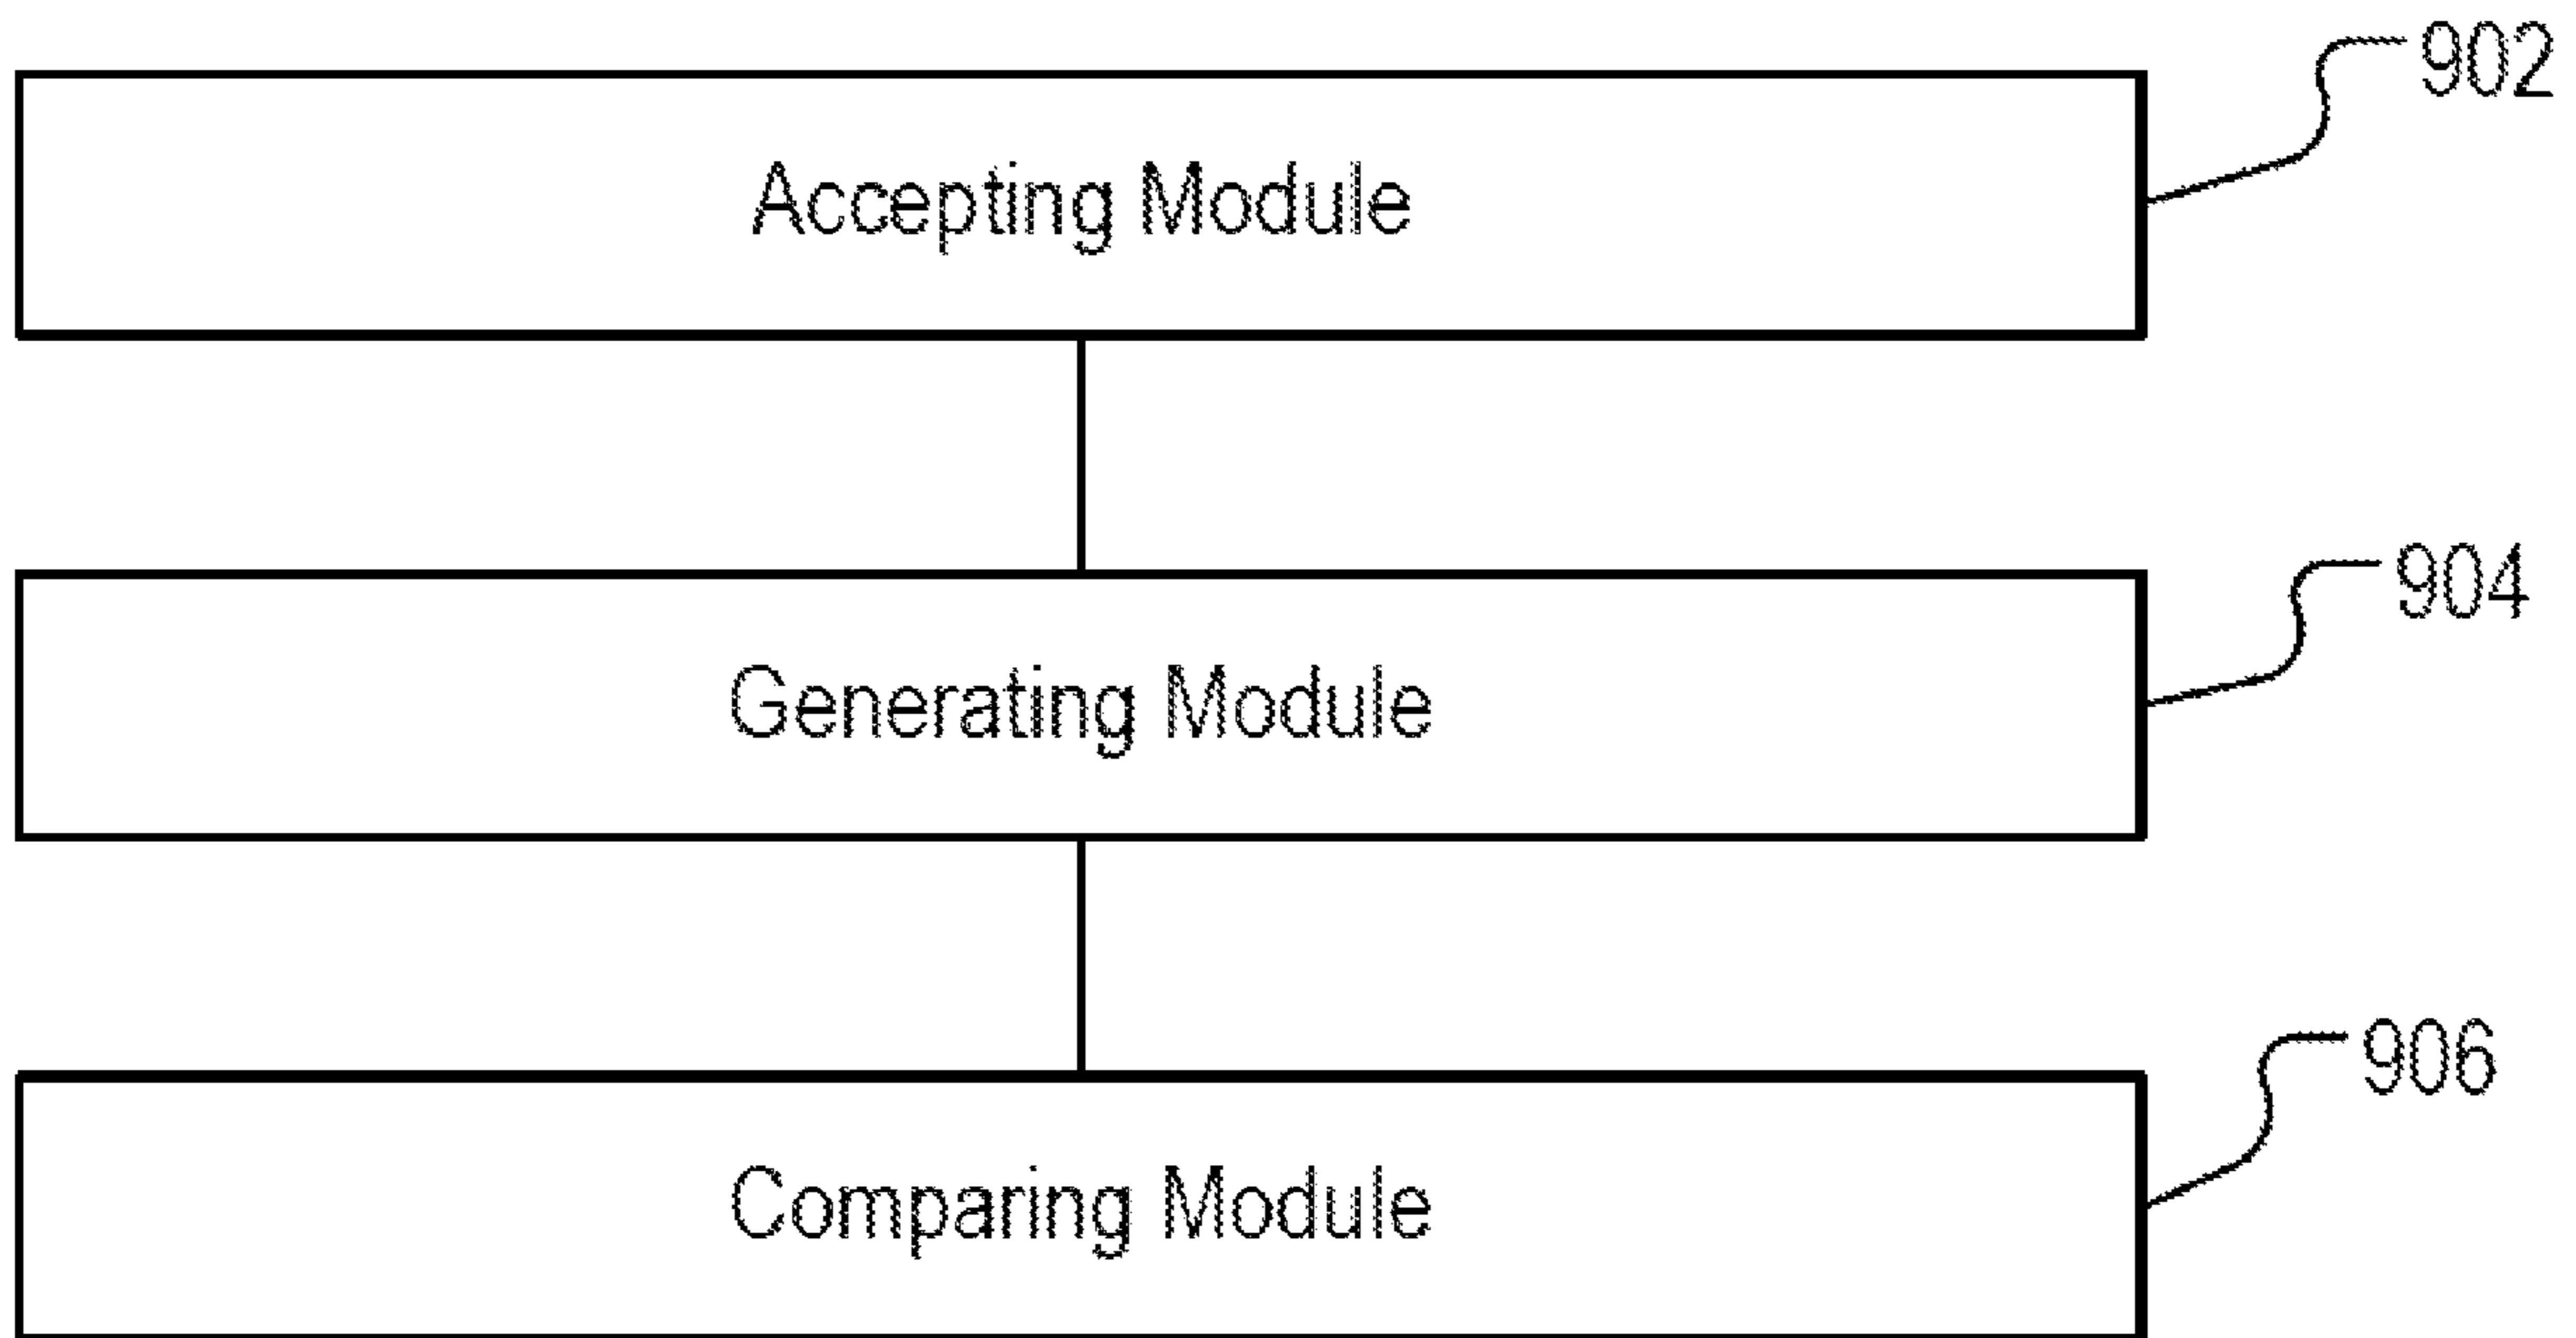 902
Accepting Module
904
Generating Module
906
Comparing Module